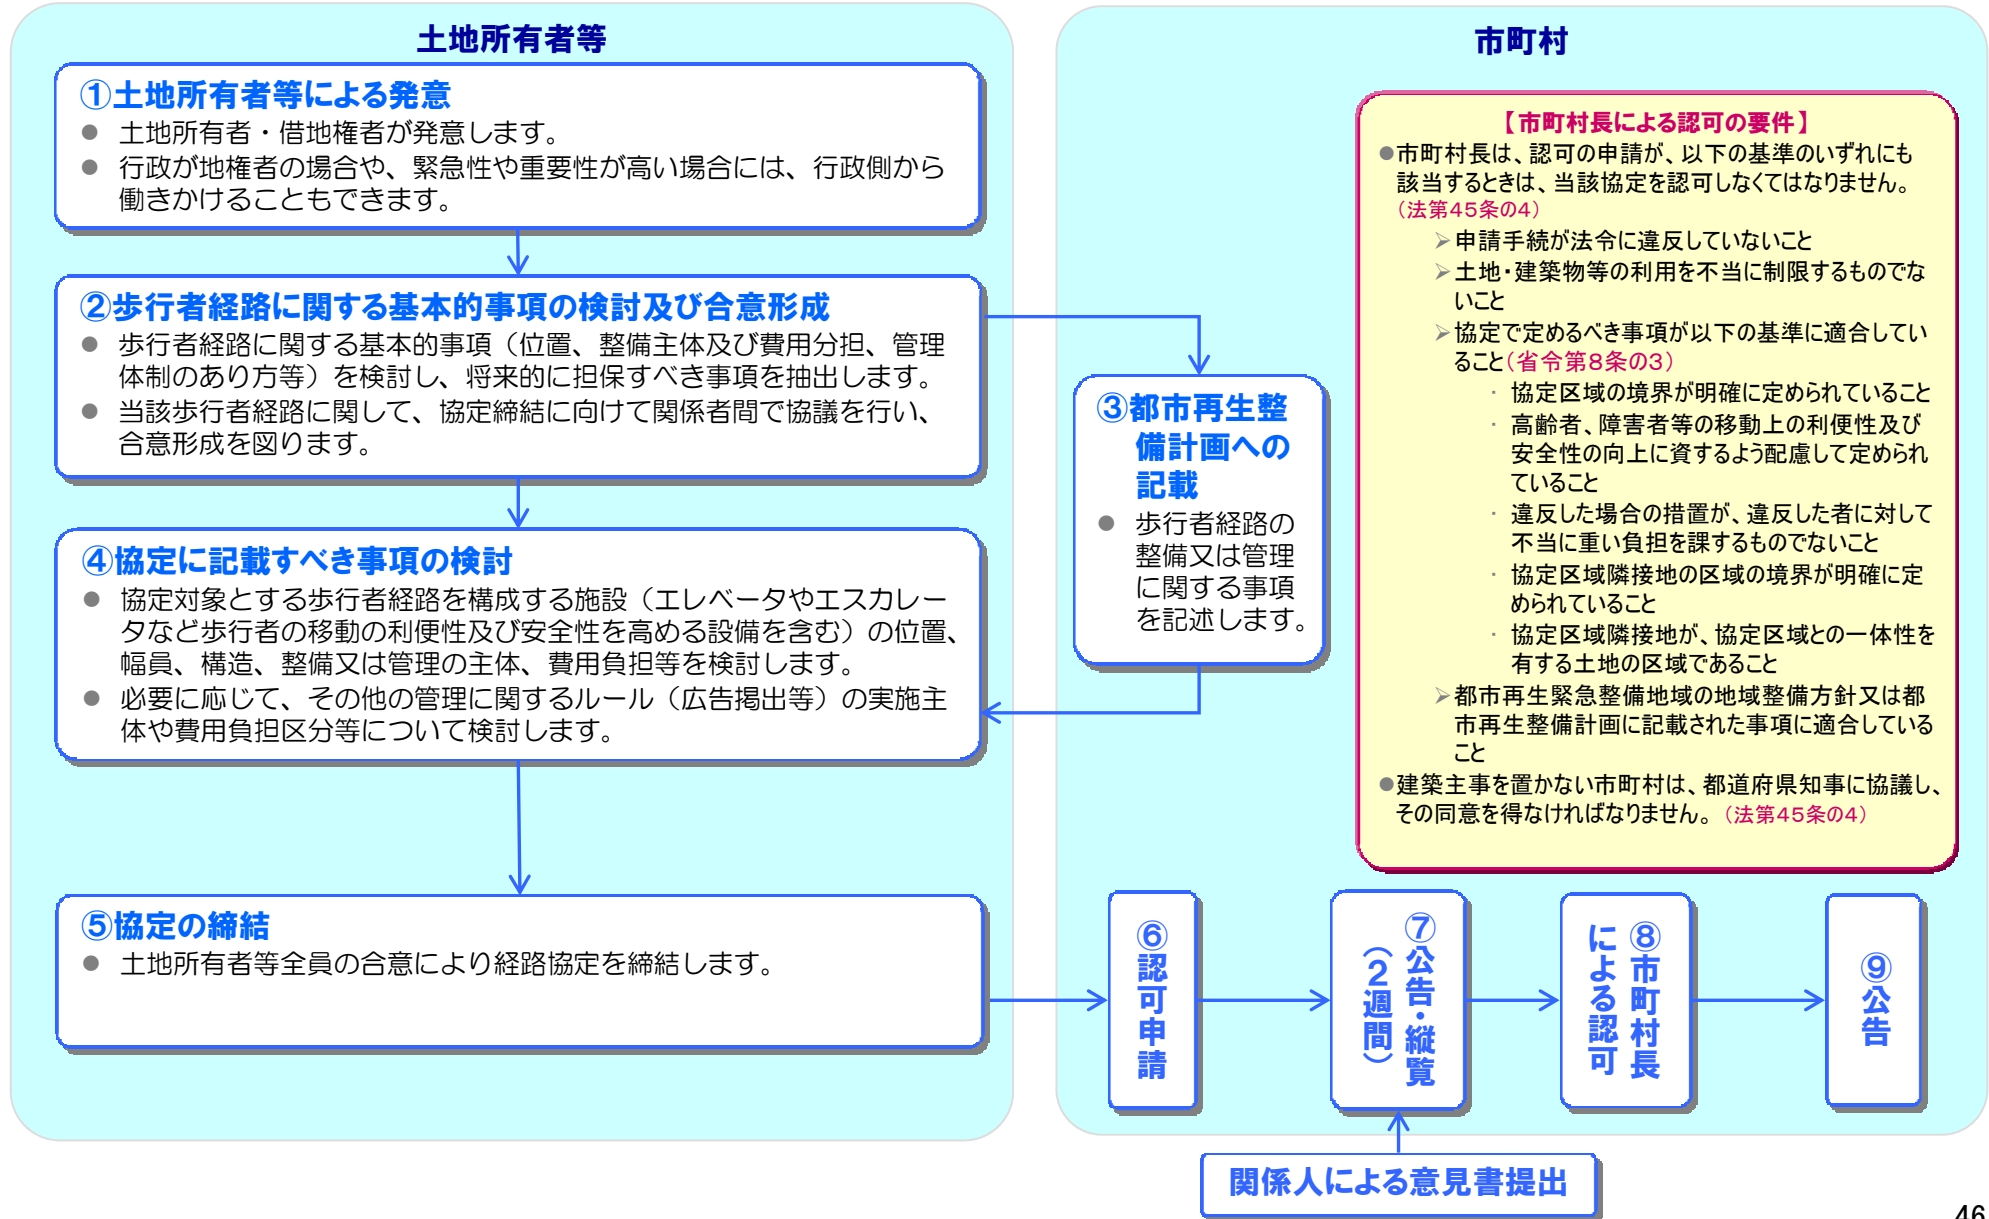 土地所有者等
①土地所有者等による発意
● 土地所有者・借地権者が発意します。
● 行政が地権者の場合や、緊急性や重要性が高い場合には、行政側から
働きかけることもできます。
②歩行者経路に関する基本的事項の検討及び合意形成
● 歩行者経路に関する基本的事項（位置、整備主体及び費用分担、管理
体制のあり方等）を検討し、将来的に担保すべき事項を抽出します。
● 当該歩行者経路に関して、協定締結に向けて関係者間で協議を行い、
合意形成を図ります。
④協定に記載すべき事項の検討
● 協定対象とする歩行者経路を構成する施設（エレベータやエスカレー
タなど歩行者の移動の利便性及び安全性を高める設備を含む）の位置、
幅員、構造、整備又は管理の主体、費用負担等を検討します。
● 必要に応じて、その他の管理に関するルール（広告掲出等）の実施主
体や費用負担区分等について検討します。
⑤協定の締結
● 土地所有者等全員の合意により経路協定を締結します。
市町村
③都市再生整
備計画への
記載
● 歩行者経路の
整備又は管理
に関する事項
を記述します。
【市町村長による認可の要件】
●市町村長は、認可の申請が、以下の基準のいずれにも
該当するときは、当該協定を認可しなくてはなりません。
（法第45条の4）
➢申請手続が法令に違反していないこと
➢土地・建築物等の利用を不当に制限するものでな
いこと
➢協定で定めるべき事項が以下の基準に適合してい
ること（省令第8条の3）
・ 協定区域の境界が明確に定められていること
・ 高齢者、障害者等の移動上の利便性及び
安全性の向上に資するよう配慮して定められ
ていること
・ 違反した場合の措置が、違反した者に対して
不当に重い負担を課するものでないこと
・ 協定区域隣接地の区域の境界が明確に定
められていること
・ 協定区域隣接地が、協定区域との一体性を
有する土地の区域であること
➢都市再生緊急整備地域の地域整備方針又は都
市再生整備計画に記載された事項に適合している
こと
●建築主事を置かない市町村は、都道府県知事に協議し、
その同意を得なければなりません。（法第45条の4）
⑥認可申請
⑦公告・縦覧
（2週間）
⑧市町村長
による認可
⑨公告
関係人による意見書提出
46